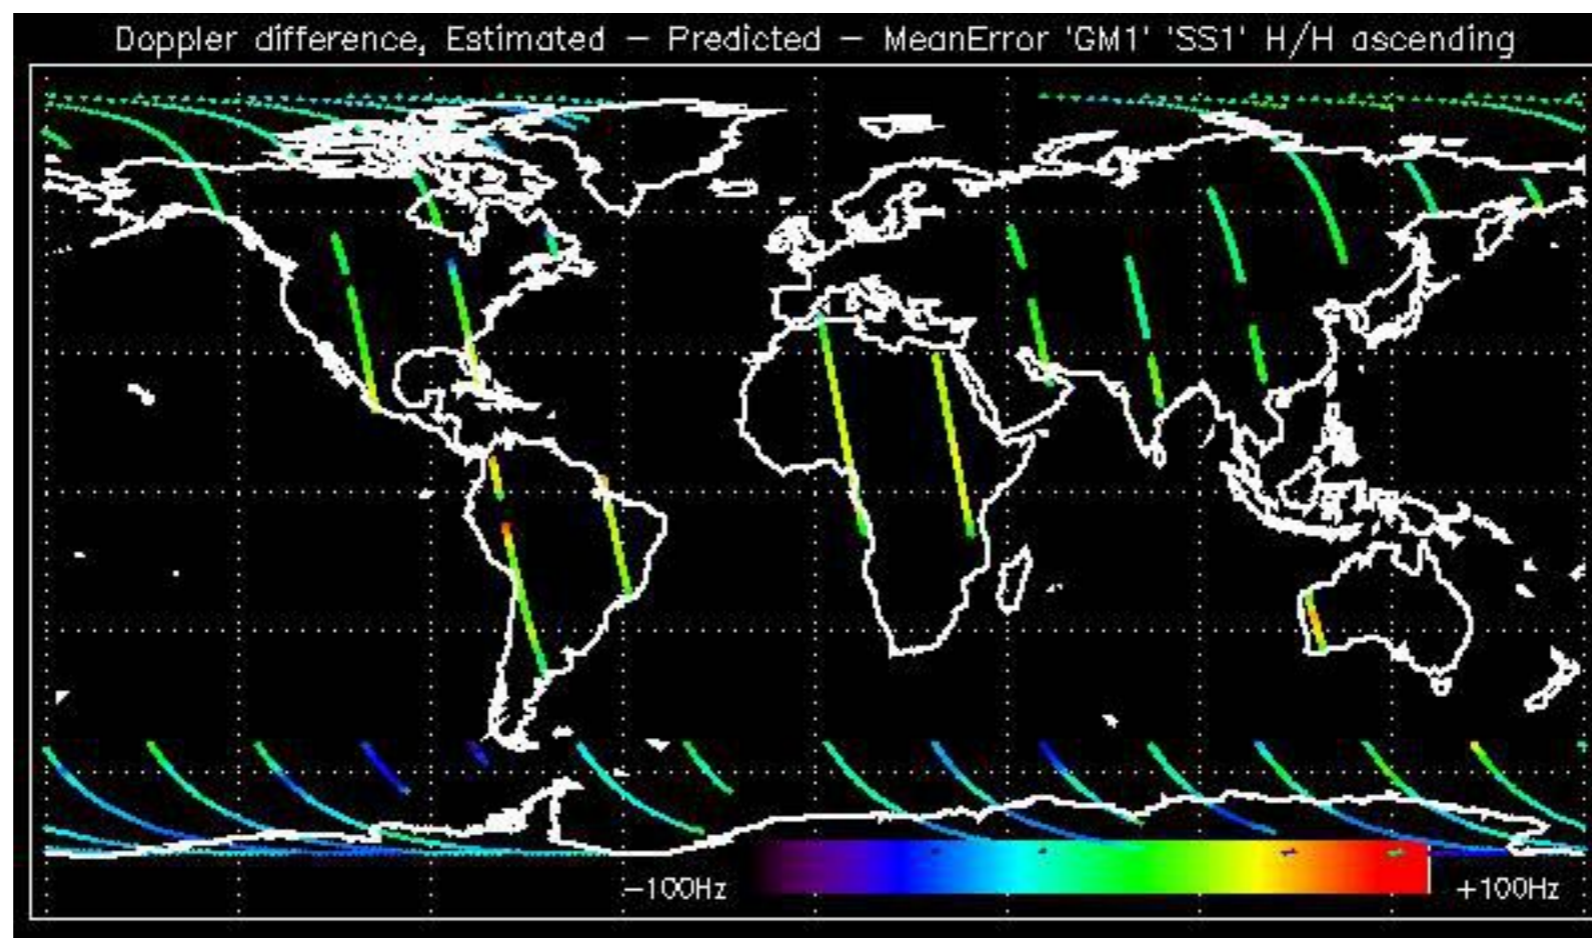 Doppler difference, Estimated − Predicted − MeanError 'GM1' 'SS1' H/H ascending
−100Hz
+100Hz